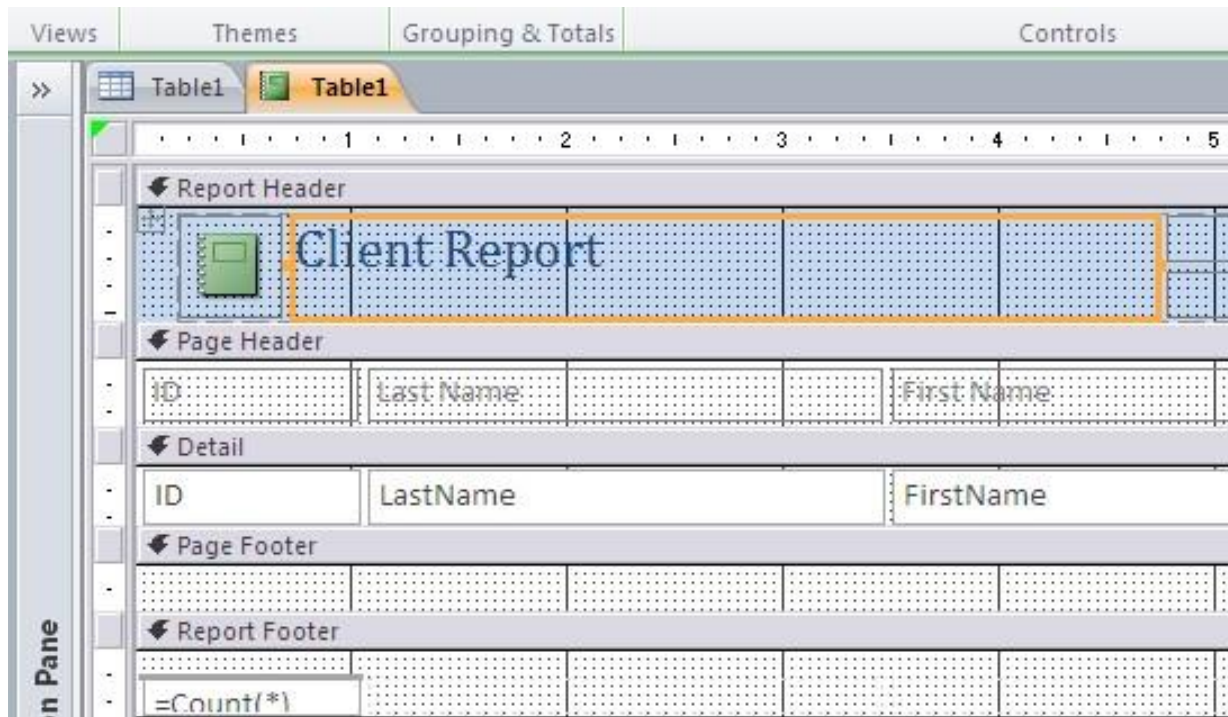 Views Themes Grouping & Totals Controls
» Table1 Table1
1 2 3 4 5
Report Header
Client Report
Page Header
ID Last Name First Name
Detail
ID LastName FirstName
Page Footer
Report Footer
=Count(*)
n Pane